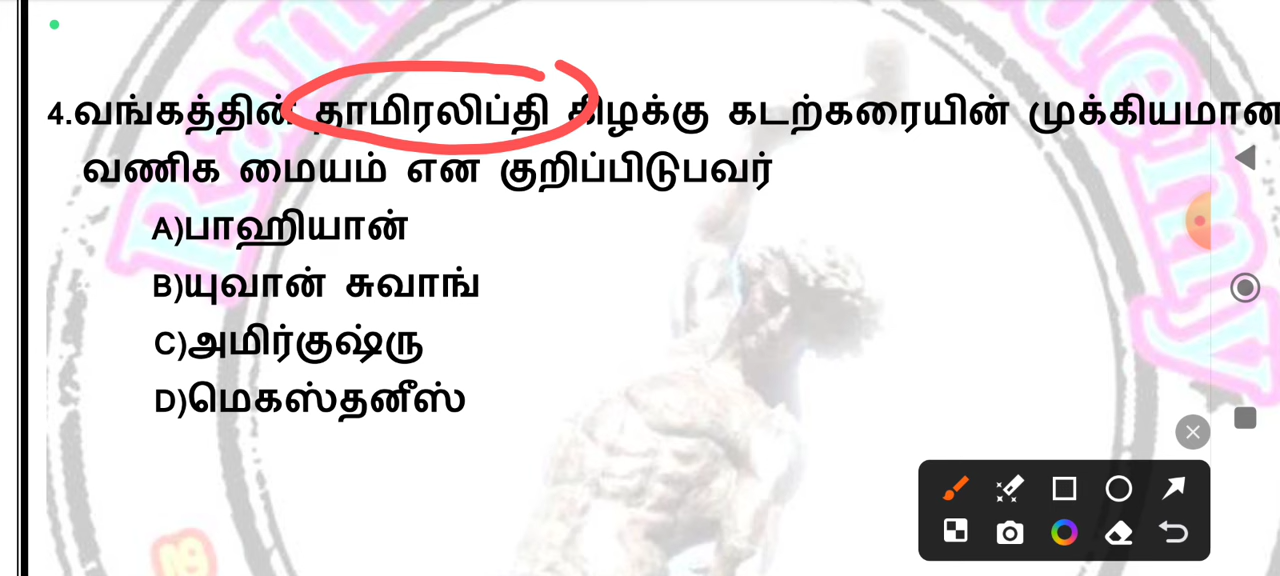 4.வங்கத்தின் தாமிரலிப்தி கிழக்கு கடற்கரையின் முக்கியமான
வணிக மையம் என குறிப்பிடுபவர்
A)பாஹியான்
B)யுவான் சுவாங்
C)அமிர்குஷ்ரு
D)மெகஸ்தனீஸ்